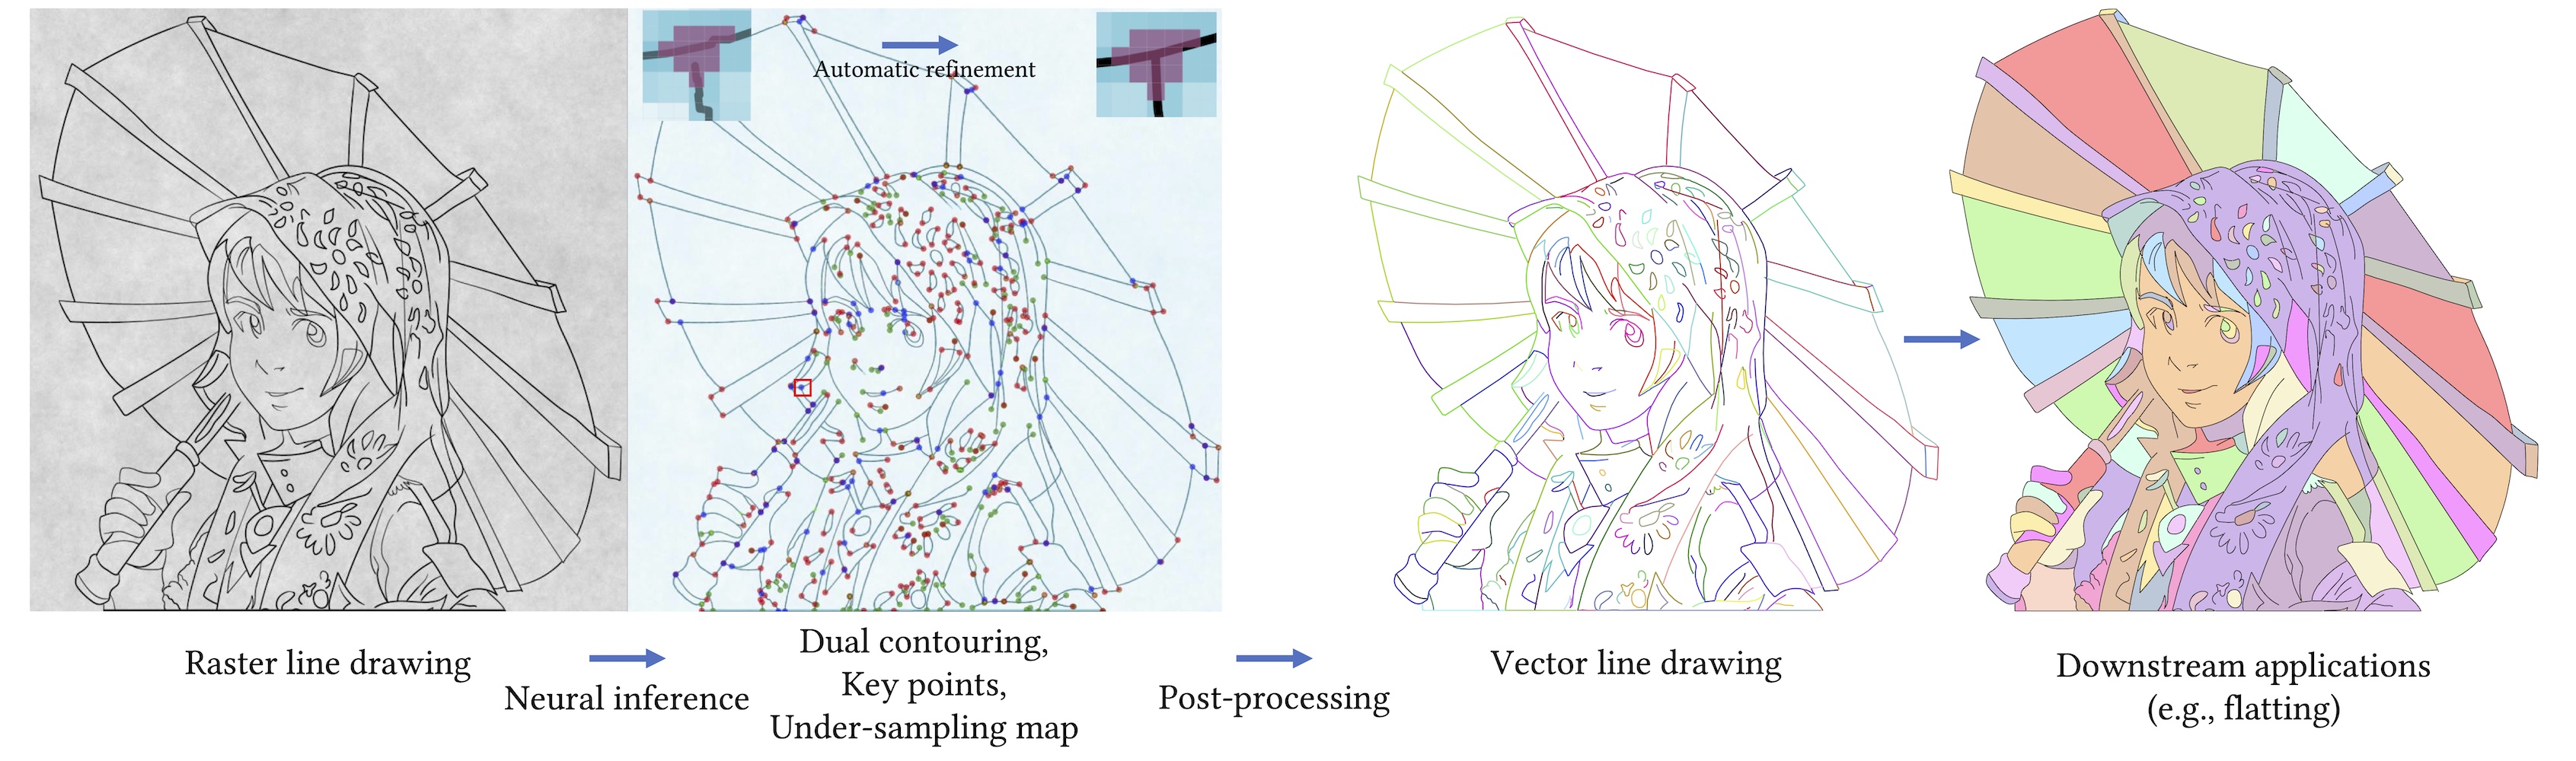 Automatic refinement
Raster line drawing
Neural inference
Dual contouring,
Key points,
Under-sampling map
Post-processing
Vector line drawing
Downstream applications
(e.g., flatting)